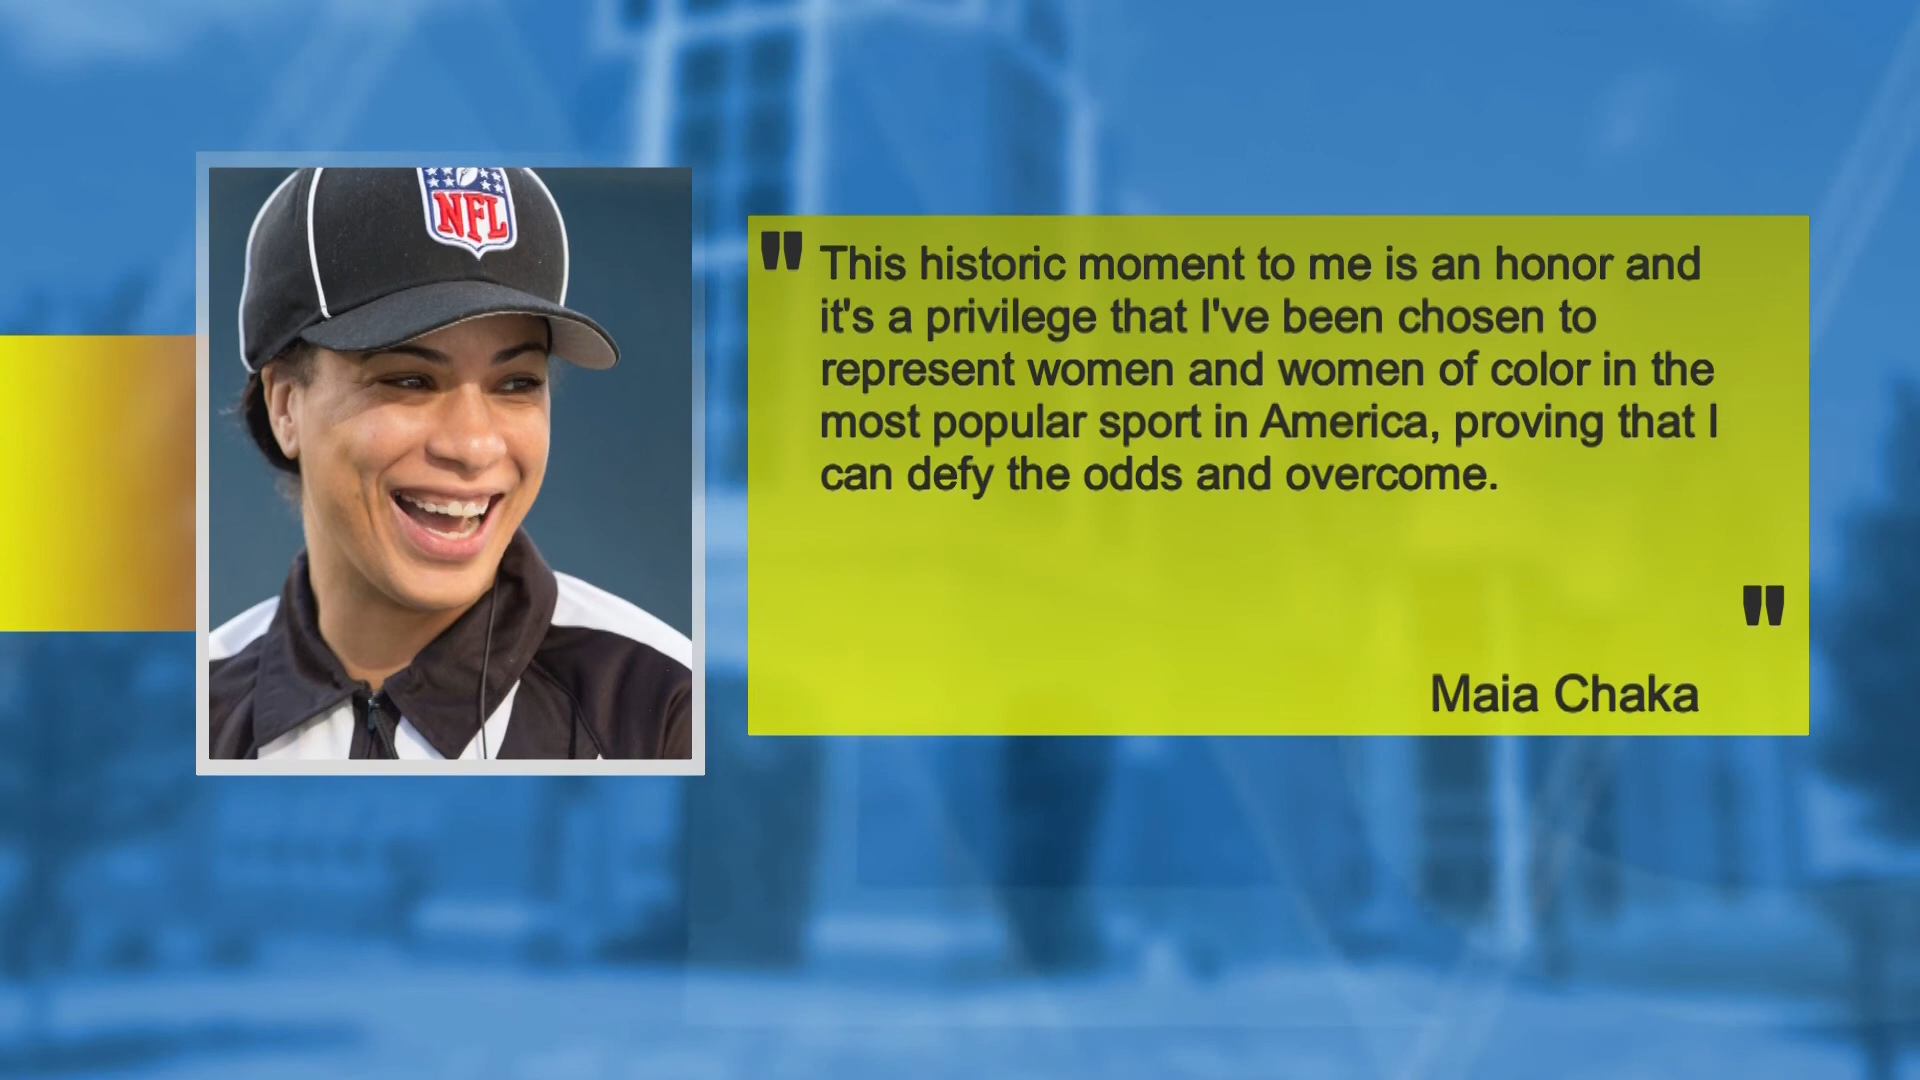 NFL
" This historic moment to me is an honor and
it's a privilege that I've been chosen to
represent women and women of color in the
most popular sport in America, proving that I
can defy the odds and overcome.
"
Maia Chaka